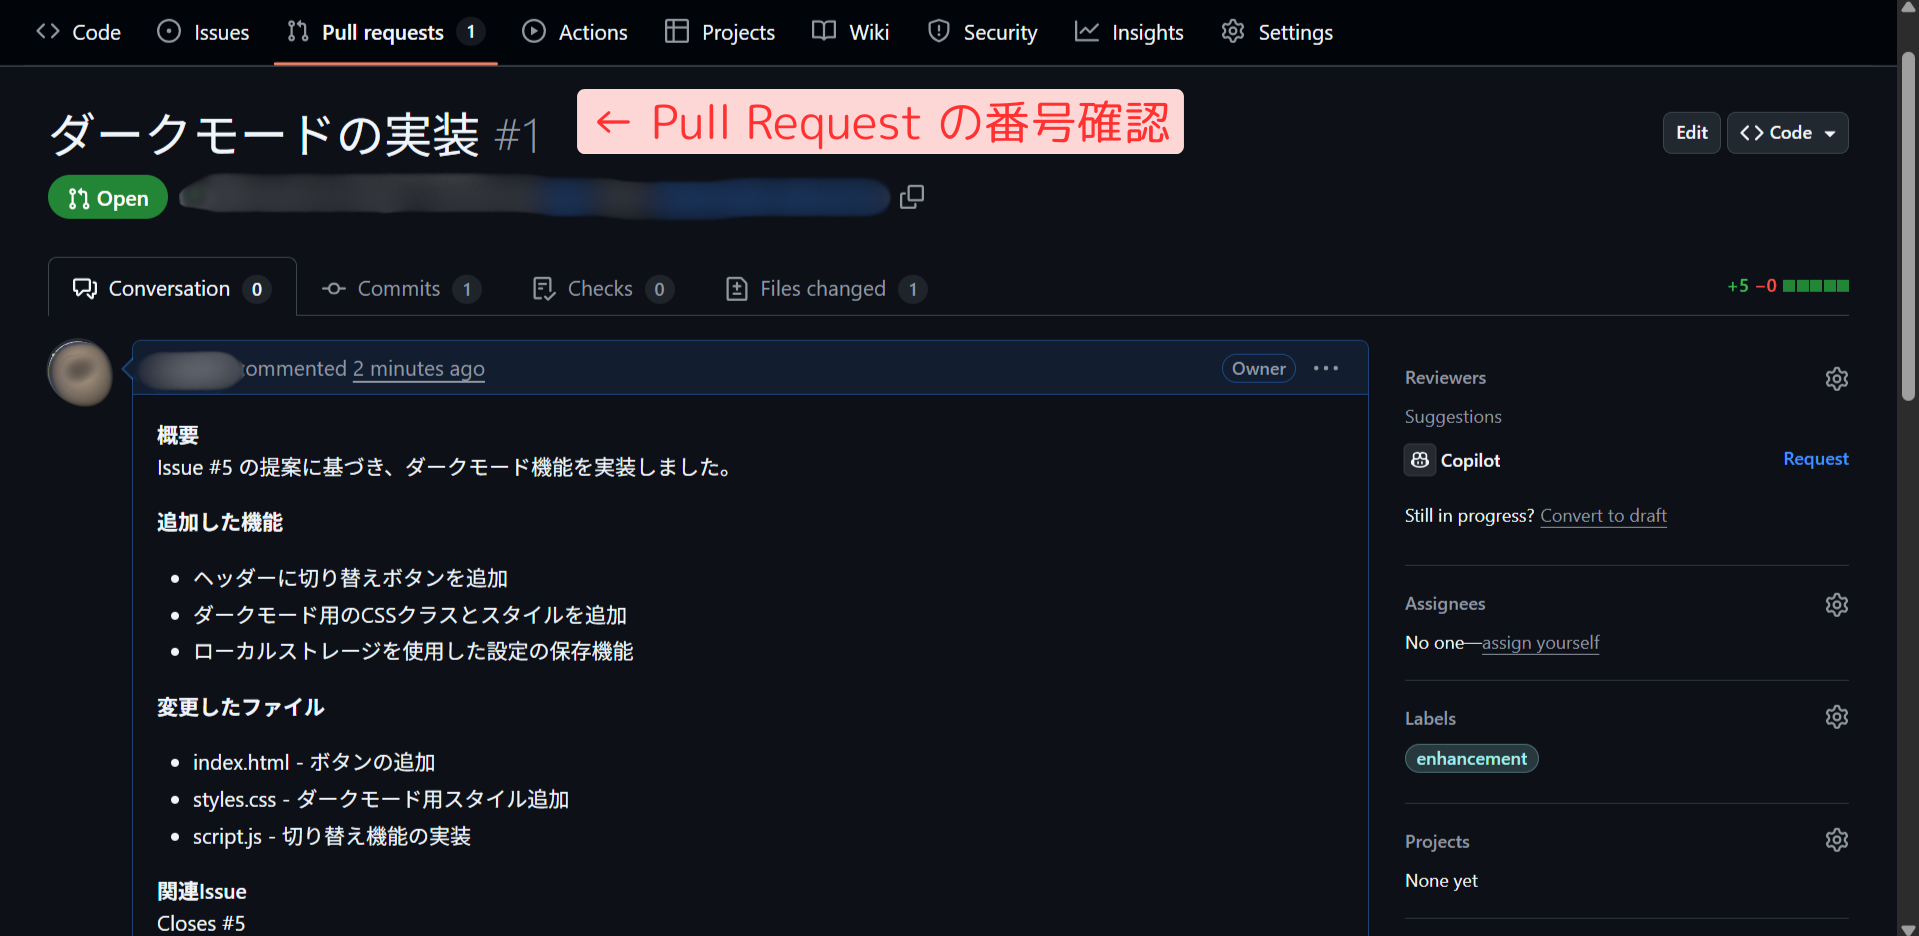 Code Issues Pull requests 1 Actions Projects Wiki Security Insights Settings
ダークモードの実装 #1
← Pull Request の番号確認
Edit
Code
Open
Conversation 0
Commits 1
Checks 0
Files changed 1
+5 −0
commented 2 minutes ago
Owner
概要
Issue #5 の提案に基づき、ダークモード機能を実装しました。
追加した機能
• ヘッダーに切り替えボタンを追加
• ダークモード用のCSSクラスとスタイルを追加
• ローカルストレージを使用した設定の保存機能
変更したファイル
• index.html - ボタンの追加
• styles.css - ダークモード用スタイル追加
• script.js - 切り替え機能の実装
関連Issue
Closes #5
Reviewers
Suggestions
Copilot
Request
Still in progress? Convert to draft
Assignees
No one—assign yourself
Labels
enhancement
Projects
None yet